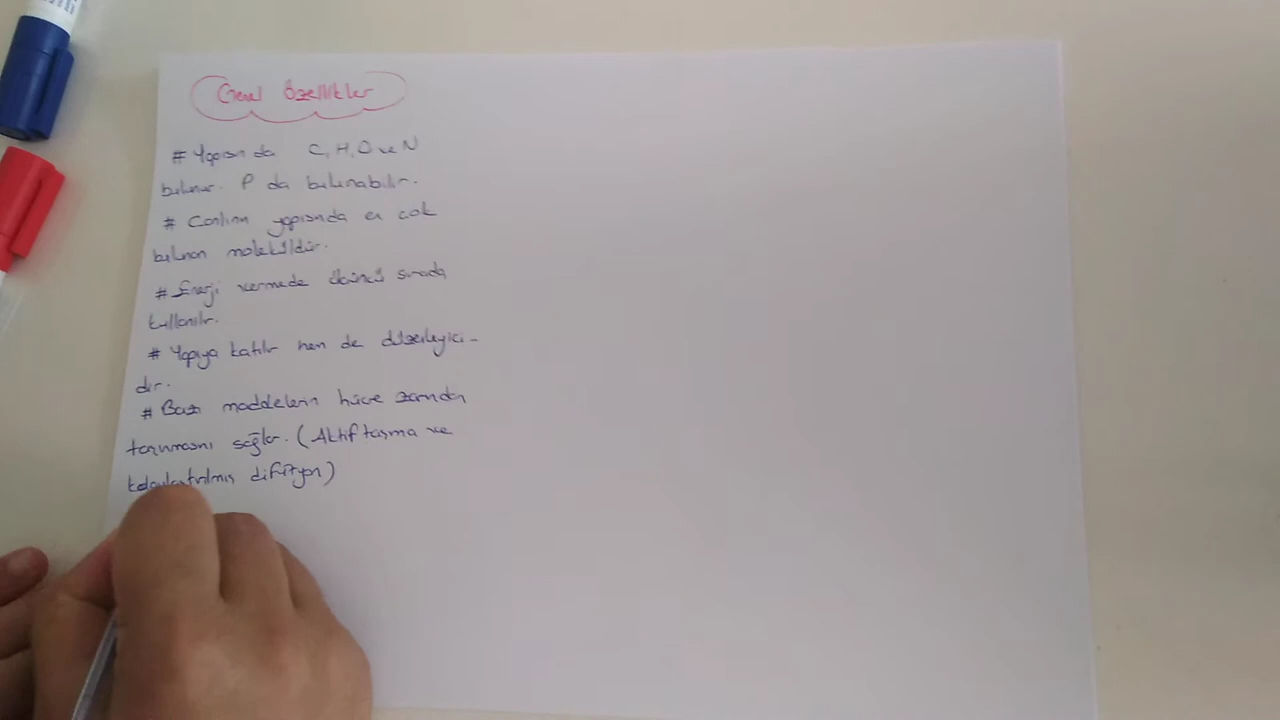 Genel Özellikler
# Yapısında C, H, O ve N
bulunur. P da bulunabilir.
# Canlının yapısında en çok
bulunan moleküldür.
# Enerji vermede ikinci sırada
kullanılır.
# Yapıya katılır hem de düzenleyici-
dir.
# Bazı maddelerin hücre zarından
taşınmasını sağlar. (Aktif taşıma ve
kolaylaştırılmış difüzyon)